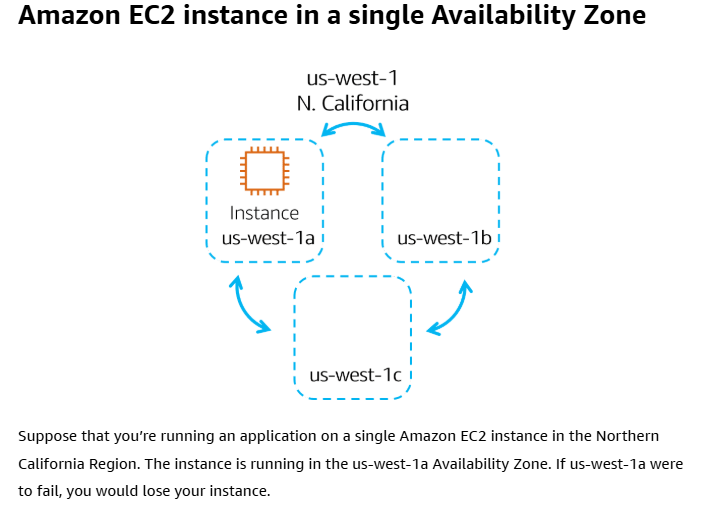 Amazon EC2 instance in a single Availability Zone
us-west-1
N. California
Instance
us-west-1a
us-west-1b
us-west-1c
Suppose that you’re running an application on a single Amazon EC2 instance in the Northern
California Region. The instance is running in the us-west-1a Availability Zone. If us-west-1a were
to fail, you would lose your instance.